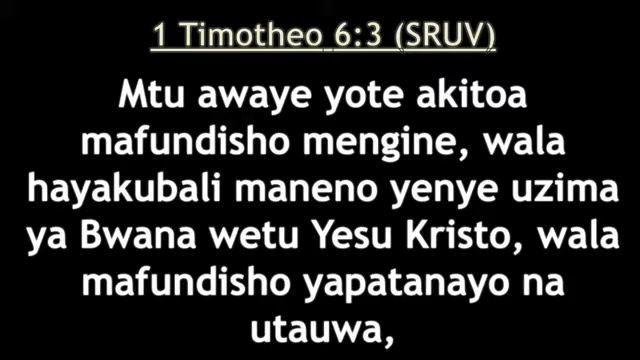 1 Timotheo 6:3 (SRUV)
Mtu awaye yote akitoa
mafundisho mengine, wala
hayakubali maneno yenye uzima
ya Bwana wetu Yesu Kristo, wala
mafundisho yapatanayo na
utauwa,